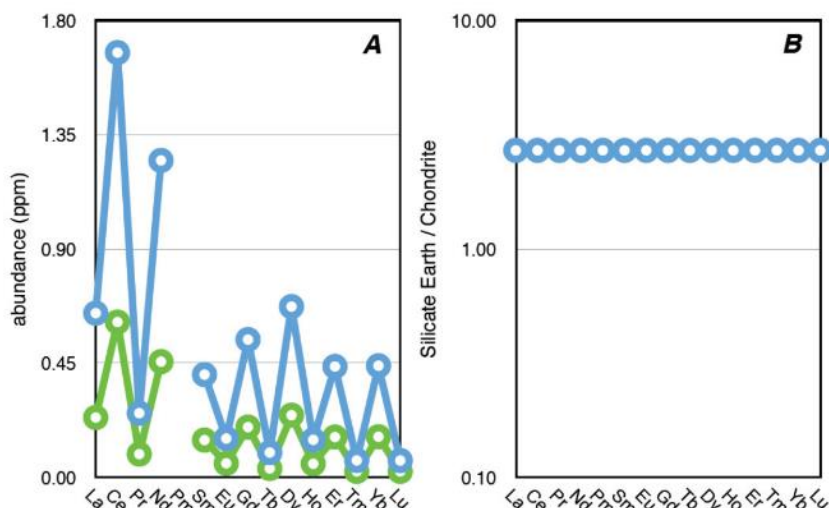 1.80
A
1.35
0.90
0.45
0.00
abundance (ppm)
La Ce Pr Nd Pm Sm Eu Gd Tb Dy Ho Er Tm Yb Lu
10.00
B
1.00
0.10
Silicate Earth / Chondrite
La Ce Pr Nd Pm Sm Eu Gd Tb Dy Ho Er Tm Yb Lu